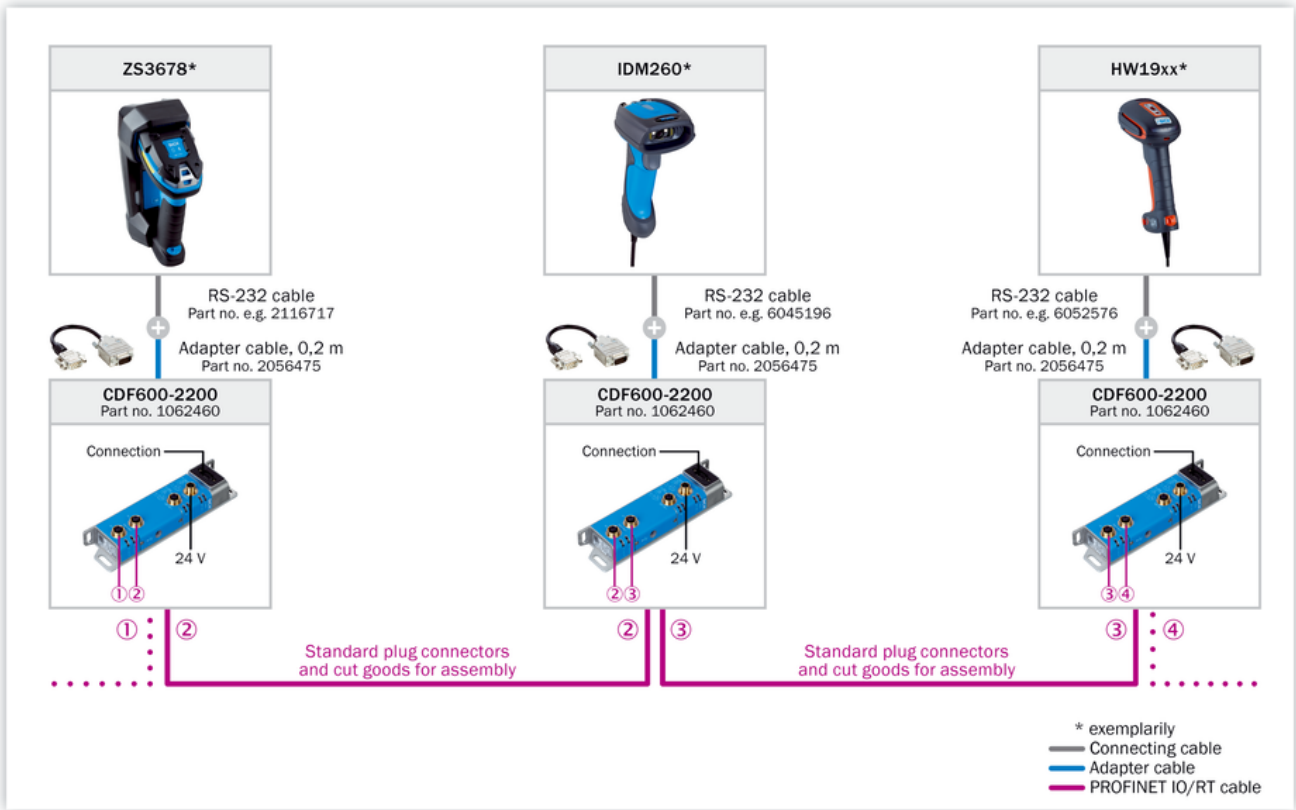 ZS3678*
IDM260*
HW19xx*
RS-232 cable
Part no. e.g. 2116717
Adapter cable, 0,2 m
Part no. 2056475
RS-232 cable
Part no. e.g. 6045196
Adapter cable, 0,2 m
Part no. 2056475
RS-232 cable
Part no. e.g. 6052576
Adapter cable, 0,2 m
Part no. 2056475
CDF600-2200
Part no. 1062460
Connection
24 V
①②
CDF600-2200
Part no. 1062460
Connection
24 V
②③
CDF600-2200
Part no. 1062460
Connection
24 V
③④
① ②
Standard plug connectors
and cut goods for assembly
② ③
Standard plug connectors
and cut goods for assembly
③ ④
* exemplarily
Connecting cable
Adapter cable
PROFINET IO/RT cable